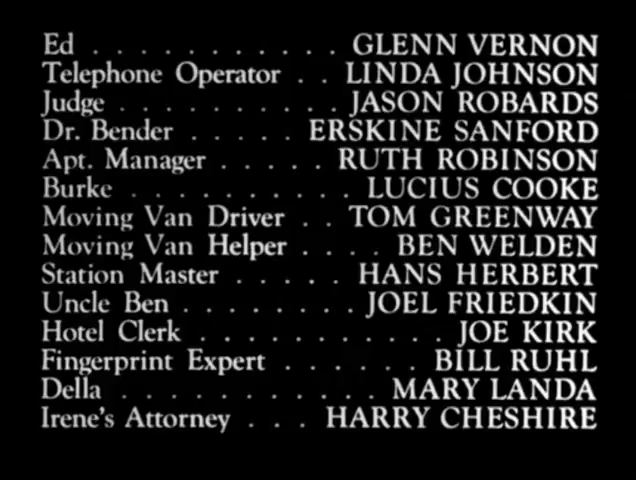 Ed . . . . . . . . . . . GLENN VERNON
Telephone Operator . . LINDA JOHNSON
Judge . . . . . . . . . . JASON ROBARDS
Dr. Bender . . . . . ERSKINE SANFORD
Apt. Manager . . . . . RUTH ROBINSON
Burke . . . . . . . . . . LUCIUS COOKE
Moving Van Driver . . TOM GREENWAY
Moving Van Helper . . . . BEN WELDEN
Station Master . . . . . HANS HERBERT
Uncle Ben . . . . . . . . JOEL FRIEDKIN
Hotel Clerk . . . . . . . . . . . JOE KIRK
Fingerprint Expert . . . . . . BILL RUHL
Della . . . . . . . . . . . . MARY LANDA
Irene's Attorney . . . HARRY CHESHIRE